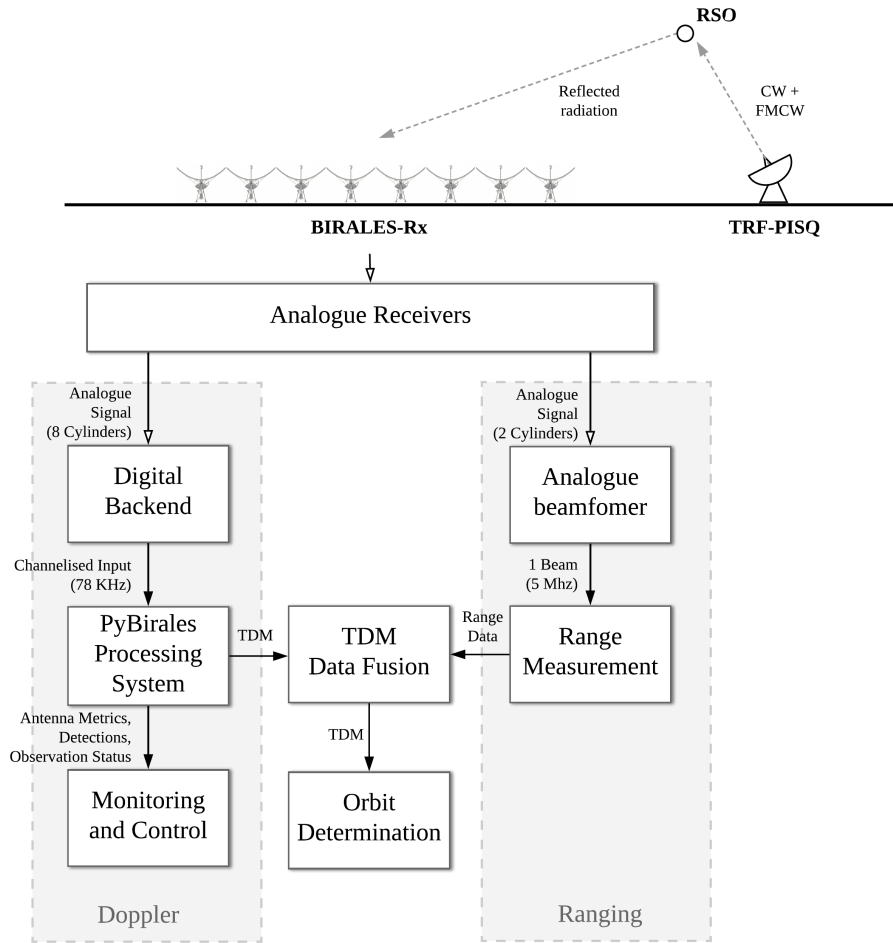 RSO
Reflected
radiation
CW +
FMCW
BIRALES-Rx
TRF-PISQ
Analogue Receivers
Analogue
Signal
(8 Cylinders)
Analogue
Signal
(2 Cylinders)
Digital
Backend
Analogue
beamfomer
Channelised Input
(78 KHz)
1 Beam
(5 Mhz)
PyBirales
Processing
System
TDM
TDM
Data Fusion
Range
Data
Range
Measurement
Antenna Metrics,
Detections,
Observation Status
TDM
Monitoring
and Control
Orbit
Determination
Doppler
Ranging